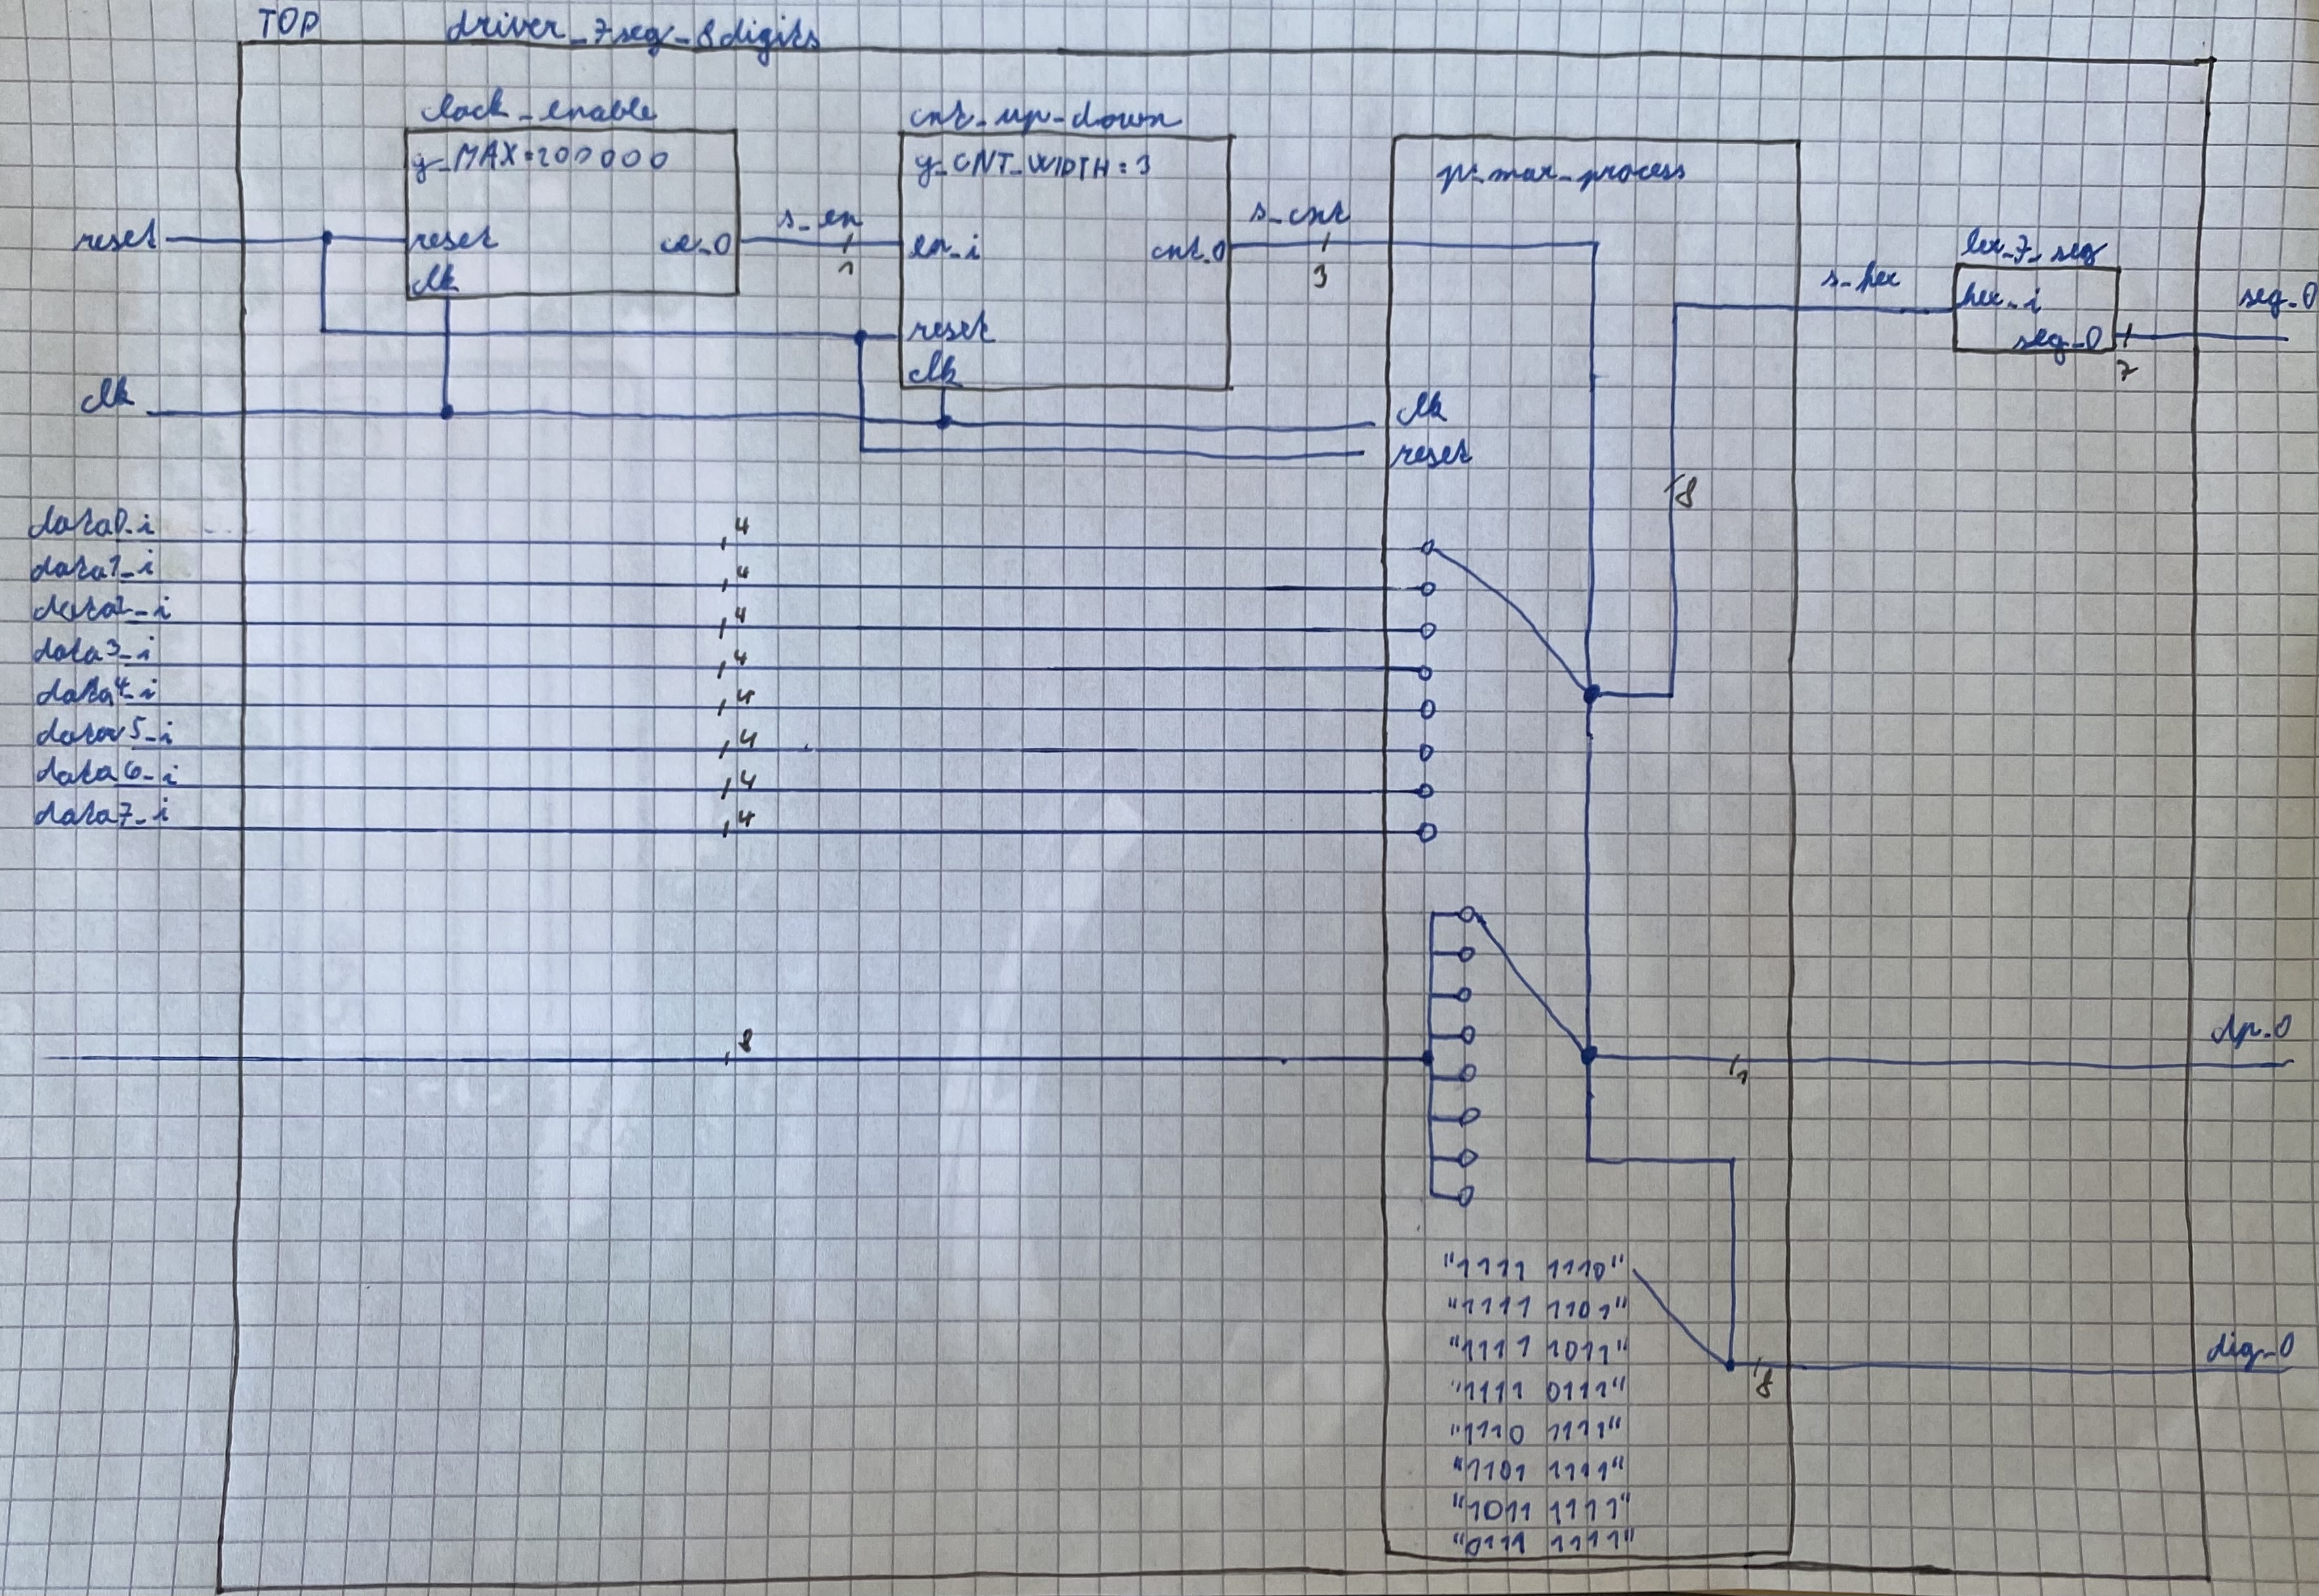 TOP driver_7seg_8digits
clock_enable
g_MAX=200000
reset
ce_o
clk
s_en
1
cnt_up_down
g_CNT_WIDTH:3
en_i
cnt_o
reset
clk
s_cnt
3
p_mux_process
clk
reset
8
s_hex
hex_7_seg
hex_i
seg_o
7
seg_o
reset
clk
data0_i
4
data1_i
4
data2_i
4
data3_i
4
data4_i
4
data5_i
4
data6_i
4
data7_i
4
8
1
dp_o
"1111 1110"
"1111 1101"
"1111 1011"
"1111 0111"
"1110 1111"
"1101 1111"
"1011 1111"
"0111 1111"
8
dig_o